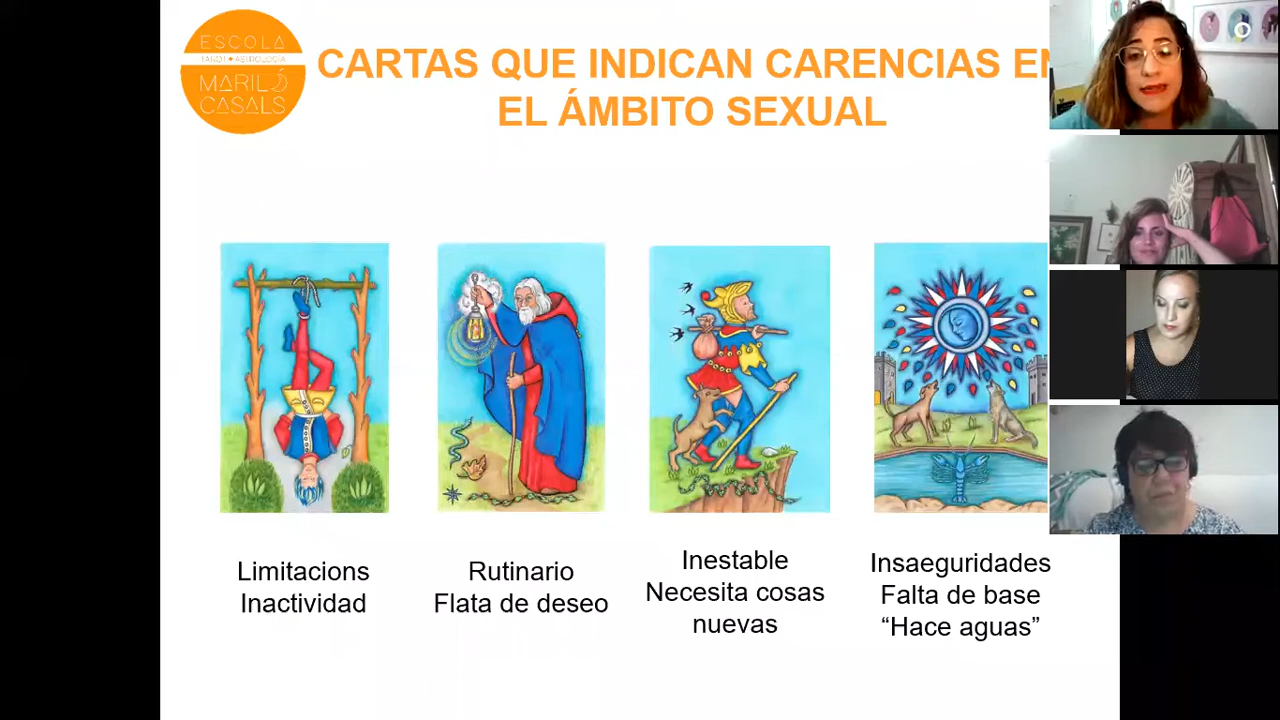 ESCOLA
TAROT ASTROLOGIA
MARILÓ
CASALS
CARTAS QUE INDICAN CARENCIAS EN
EL ÁMBITO SEXUAL
Limitacions
Inactividad
Rutinario
Flata de deseo
Inestable
Necesita cosas
nuevas
Insaeguridades
Falta de base
“Hace aguas”